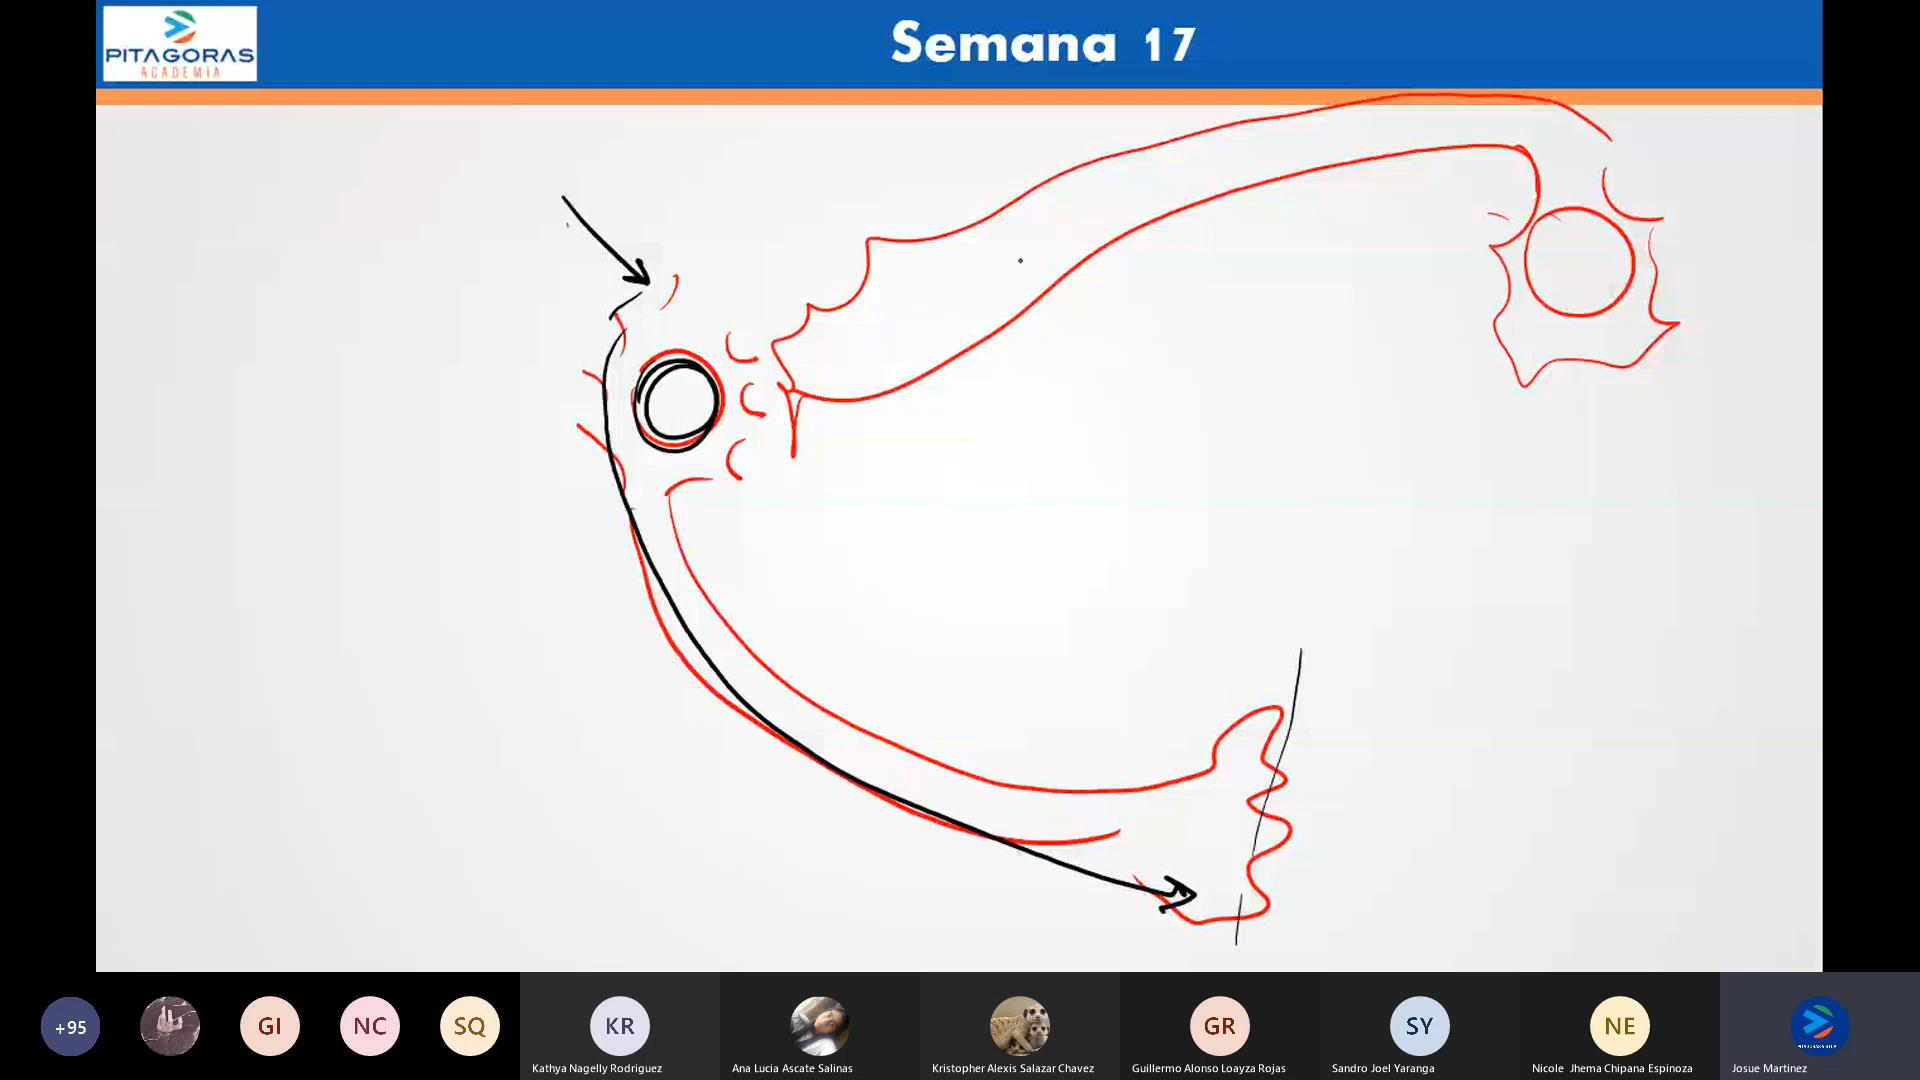 PITAGORAS
ACADEMIA
Semana 17
+95
GI
NC
SQ
KR
GR
SY
NE
Kathya Nagelly Rodriguez
Ana Lucia Ascate Salinas
Kristopher Alexis Salazar Chavez
Guillermo Alonso Loayza Rojas
Sandro Joel Yaranga
Nicole Jhema Chipana Espinoza
Josue Martinez